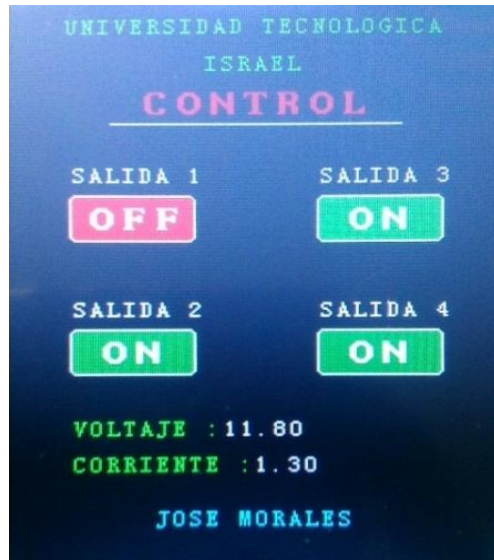 UNIVERSIDAD TECNOLOGICA
ISRAEL
CONTROL
SALIDA 1
OFF
SALIDA 3
ON
SALIDA 2
ON
SALIDA 4
ON
VOLTAJE :11.80
CORRIENTE :1.30
JOSE MORALES